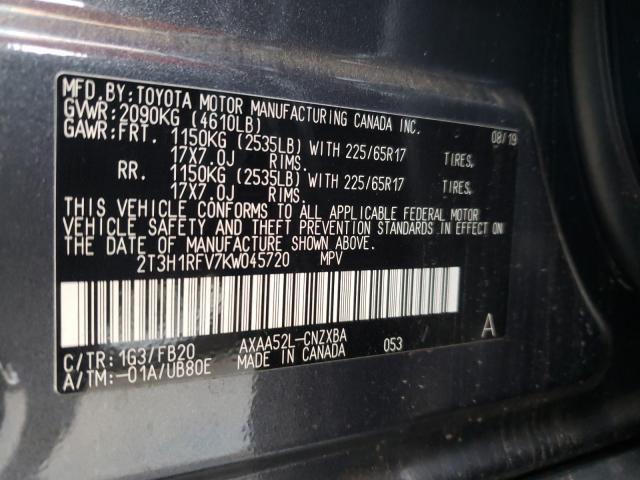 MFD.BY:TOYOTA MOTOR MANUFACTURING CANADA INC.
GVWR:2090KG (4610LB) 08/19
GAWR:FRT. 1150KG (2535LB) WITH 225/65R17 TIRES.
17X7.0J RIMS.
RR. 1150KG (2535LB) WITH 225/65R17 TIRES.
17X7.0J RIMS.
THIS VEHICLE CONFORMS TO ALL APPLICABLE FEDERAL MOTOR
VEHICLE SAFETY AND THEFT PREVENTION STANDARDS IN EFFECT ON
THE DATE OF MANUFACTURE SHOWN ABOVE.
2T3H1RFV7KW045720 MPV
A
C/TR:1G3/FB20 AXAA52L-CNZXBA 053
A/TM:-01A/UB80E MADE IN CANADA